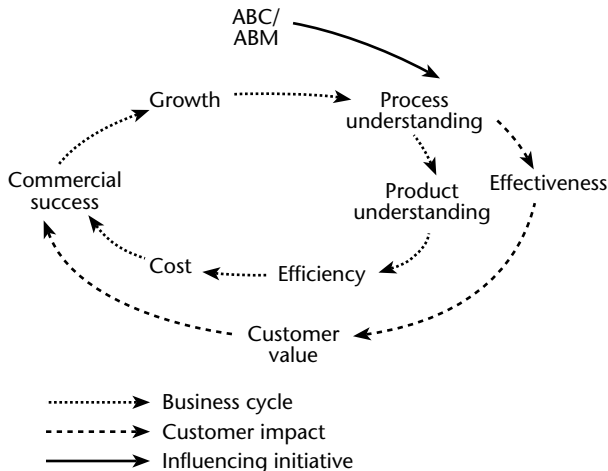 ABC/
ABM
Growth
Process
understanding
Commercial
success
Product
understanding
Effectiveness
Cost
Efficiency
Customer
value
Business cycle
Customer impact
Influencing initiative